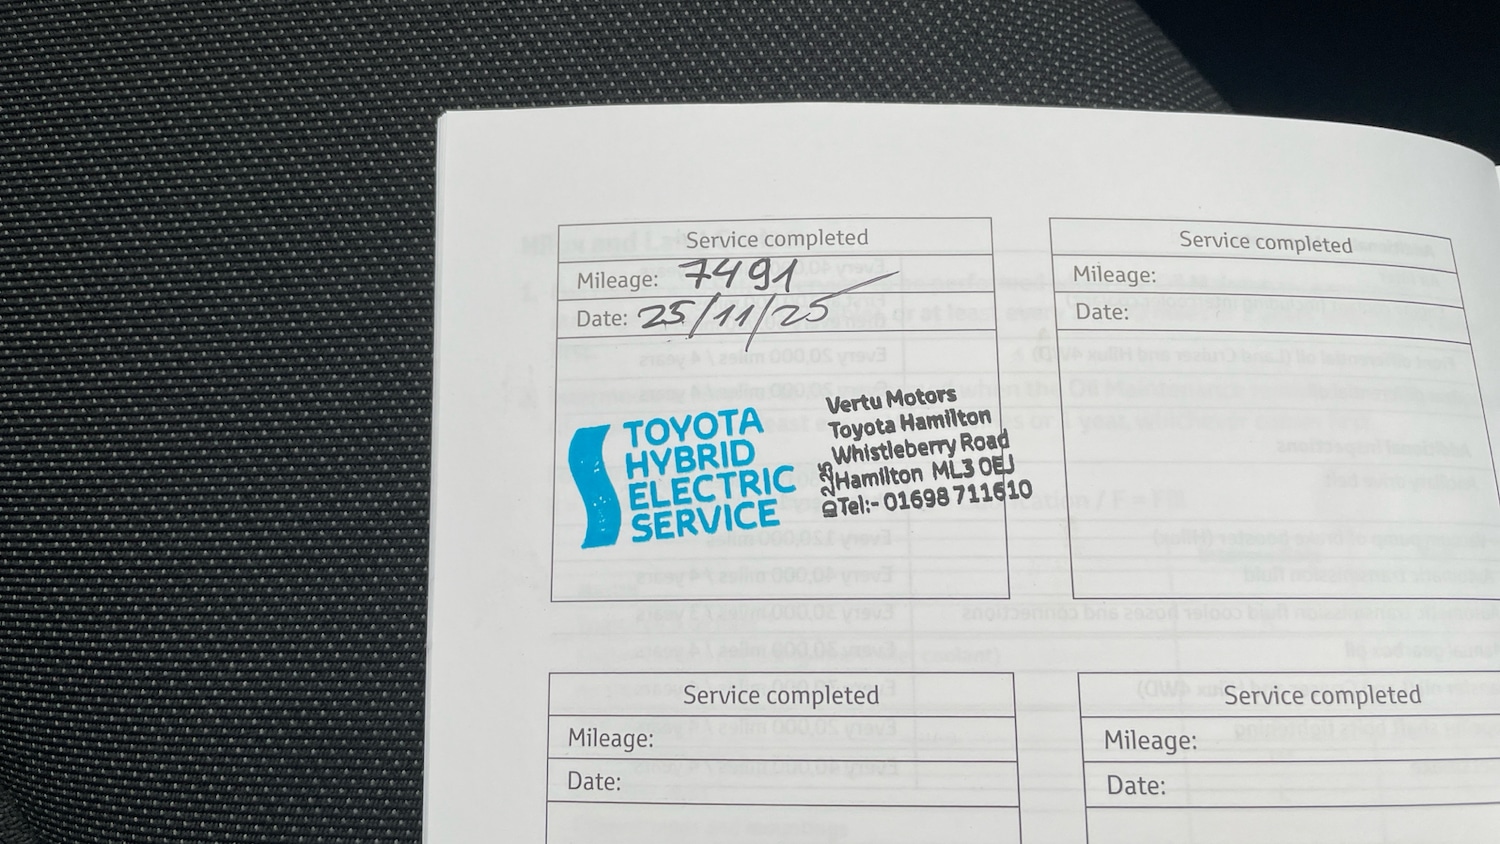 Service completed
Mileage: 7491
Date: 25/11/25
TOYOTA
HYBRID
ELECTRIC
SERVICE
Vertu Motors
Toyota Hamilton
Whistleberry Road
Hamilton ML3 0EJ
Tel:- 01698 711610
Service completed
Mileage:
Date:
Service completed
Mileage:
Date:
Service completed
Mileage:
Date: